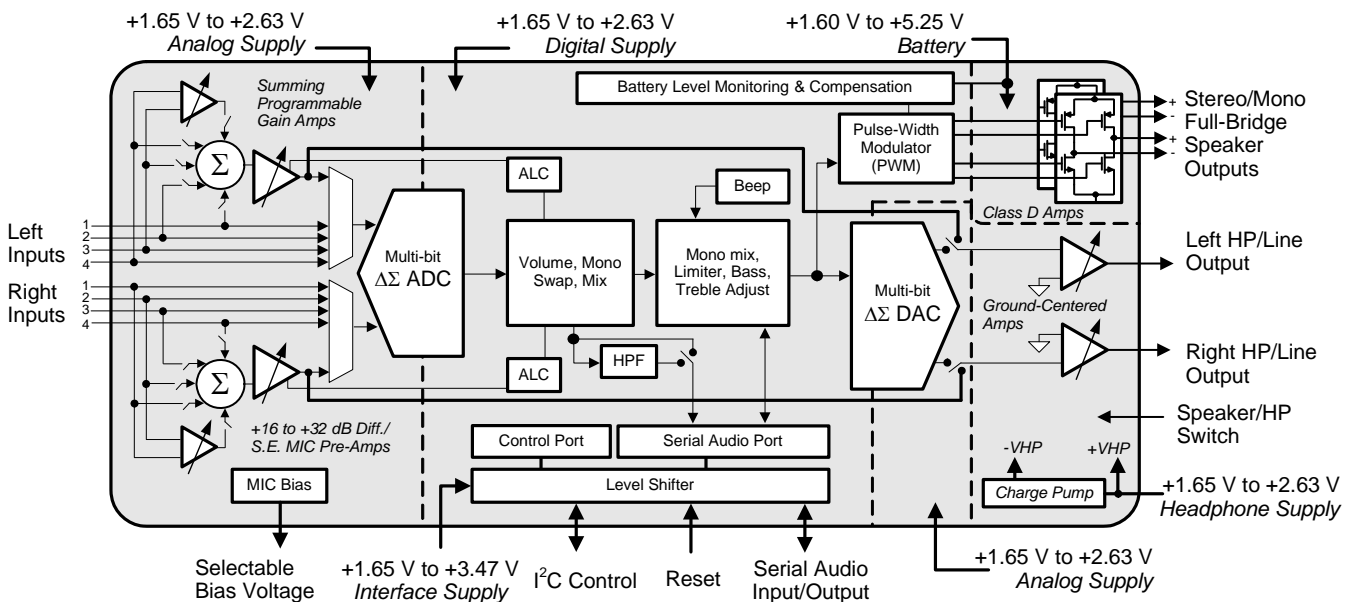 +1.65 V to +2.63 V
Analog Supply
+1.65 V to +2.63 V
Digital Supply
+1.60 V to +5.25 V
Battery
Summing
Programmable
Gain Amps
Battery Level Monitoring & Compensation
Pulse-Width
Modulator
(PWM)
+
-
+
-
Stereo/Mono
Full-Bridge
Speaker
Outputs
Class D Amps
Σ
ALC
Beep
Left
Inputs
1
2
3
4
Right
Inputs
1
2
3
4
Multi-bit
ΔΣ ADC
Volume, Mono
Swap, Mix
Mono mix,
Limiter, Bass,
Treble Adjust
Multi-bit
ΔΣ DAC
Left HP/Line
Output
Ground-Centered
Amps
Right HP/Line
Output
Σ
ALC
HPF
+16 to +32 dB Diff./
S.E. MIC Pre-Amps
Control Port
Serial Audio Port
Speaker/HP
Switch
MIC Bias
Level Shifter
-VHP
+VHP
Charge Pump
+1.65 V to +2.63 V
Headphone Supply
Selectable
Bias Voltage
+1.65 V to +3.47 V
Interface Supply
I²C Control
Reset
Serial Audio
Input/Output
+1.65 V to +2.63 V
Analog Supply